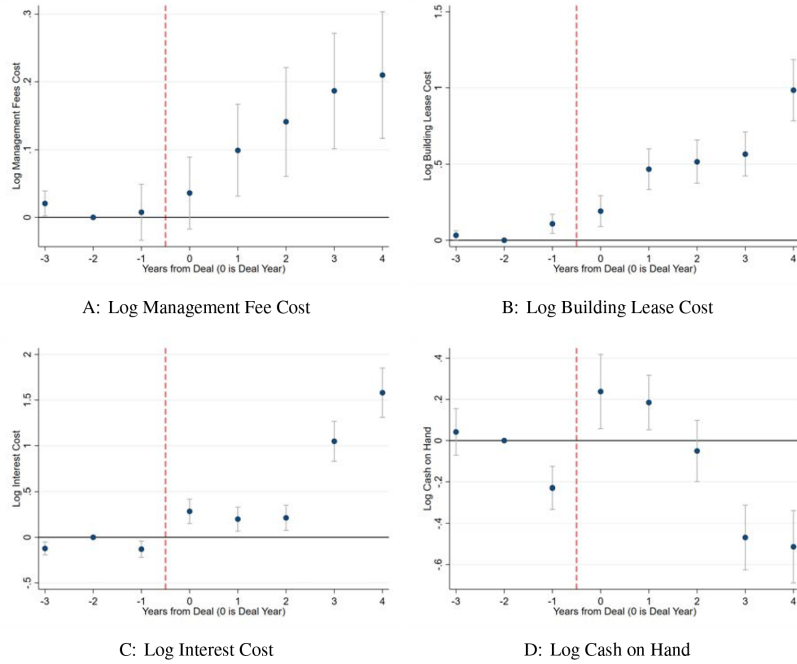 Log Management Fees Cost
.3
.2
.1
0
-3 -2 -1 0 1 2 3 4
Years from Deal (0 is Deal Year)
A: Log Management Fee Cost
Log Building Lease Cost
1.5
1
.5
0
-3 -2 -1 0 1 2 3 4
Years from Deal (0 is Deal Year)
B: Log Building Lease Cost
Log Interest Cost
2
1.5
1
.5
0
-.5
-3 -2 -1 0 1 2 3 4
Years from Deal (0 is Deal Year)
C: Log Interest Cost
Log Cash on Hand
.4
.2
0
-.2
-.4
-.6
-3 -2 -1 0 1 2 3 4
Years from Deal (0 is Deal Year)
D: Log Cash on Hand